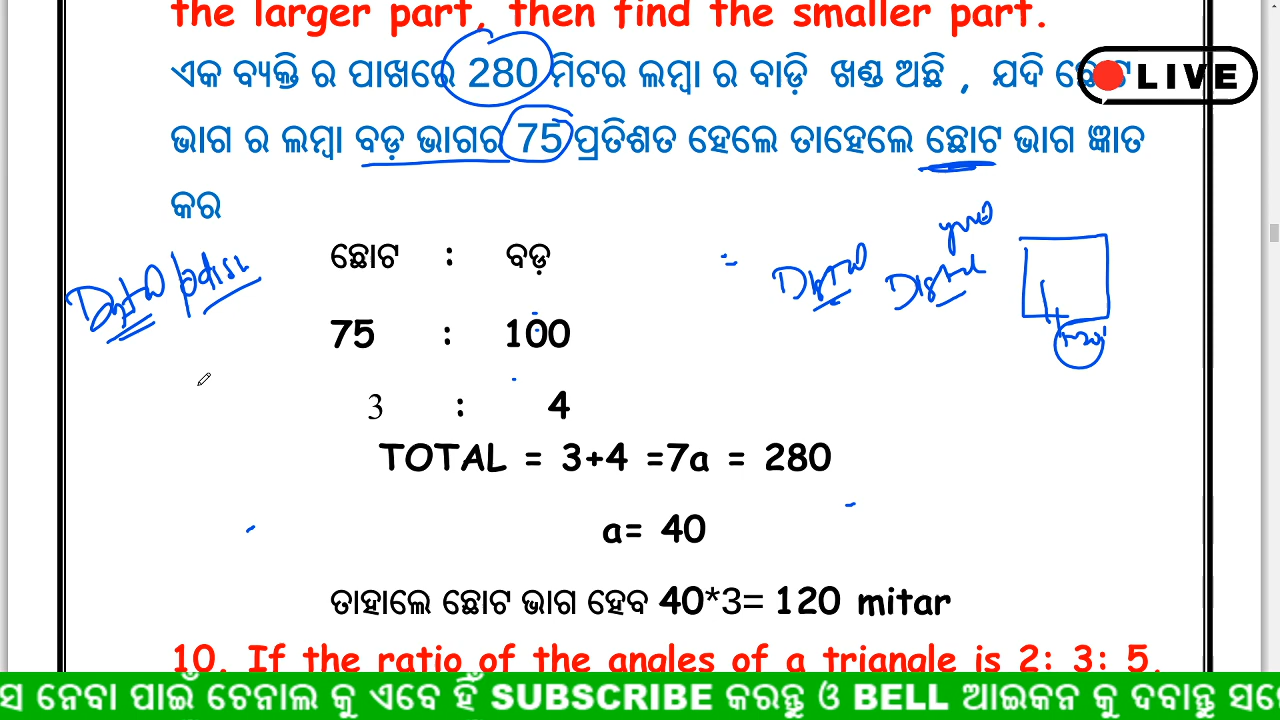 the larger part, then find the smaller part.
ଏକ ବ୍ୟକ୍ତି ର ପାଖରେ 280 ମିଟର ଲମ୍ବା ର ବାଡ଼ି ଖଣ୍ଡ ଅଛି , ଯଦି ଛୋଟ
LIVE
ଭାଗ ର ଲମ୍ବା ବଡ଼ ଭାଗର 75 ପ୍ରତିଶତ ହେଲେ ତାହେଲେ ଛୋଟ ଭାଗ ଜ୍ଞାତ
କର
ଛୋଟ : ବଡ଼
75 : 100
3 : 4
TOTAL = 3+4 =7a = 280
a= 40
ତାହାଲେ ଛୋଟ ଭାଗ ହେବ 40*3= 120 mitar
10. If the ratio of the angles of a triangle is 2: 3: 5,
ସ ନେବା ପାଇଁ ଚେନାଲ କୁ ଏବେ ହିଁ SUBSCRIBE କରନ୍ତୁ ଓ BELL ଆଇକନ କୁ ଦବାନ୍ତୁ